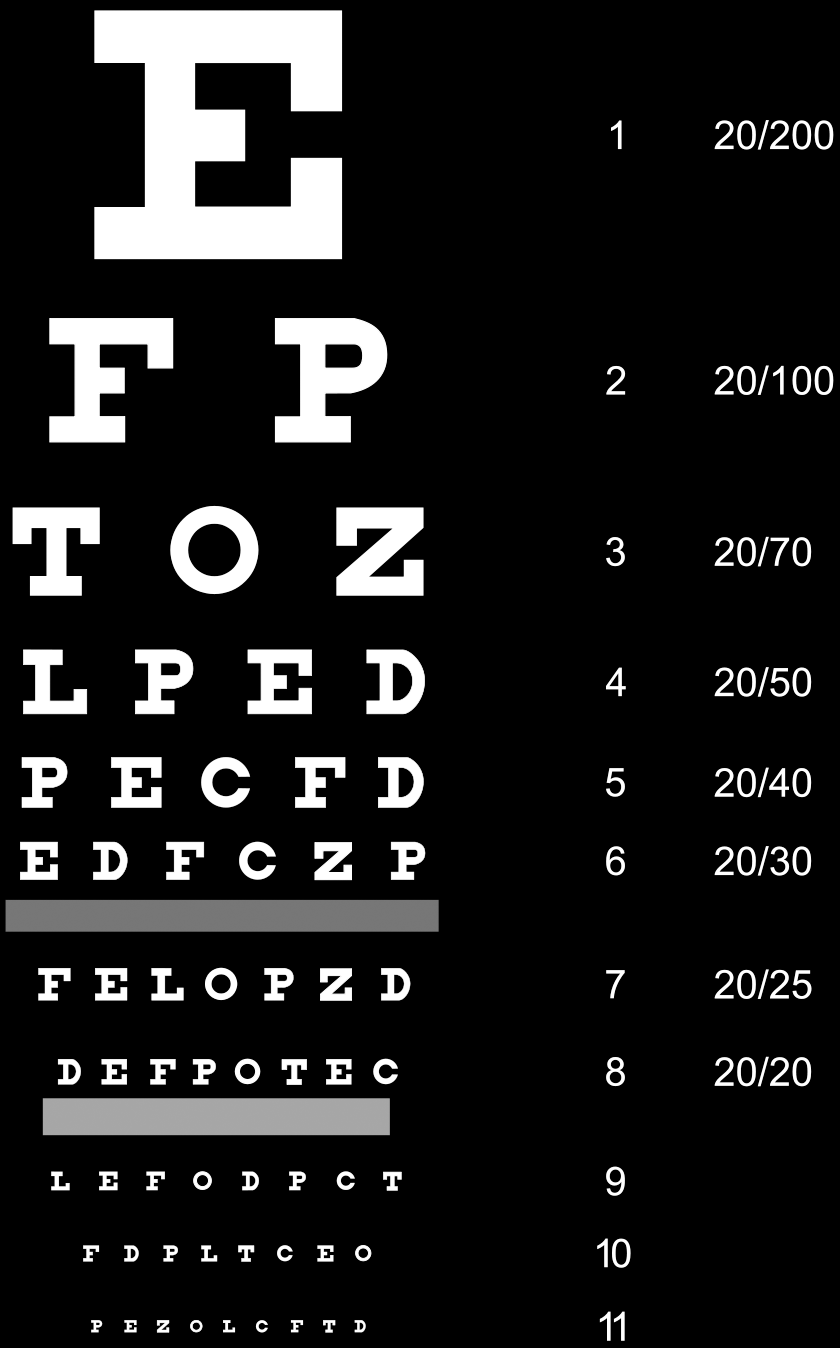 E 1 20/200
F P 2 20/100
T O Z 3 20/70
L P E D 4 20/50
P E C F D 5 20/40
E D F C Z P 6 20/30
F E L O P Z D 7 20/25
D E F P O T E C 8 20/20
L E F O D P C T 9
F D P L T C E O 10
P E Z O L C F T D 11